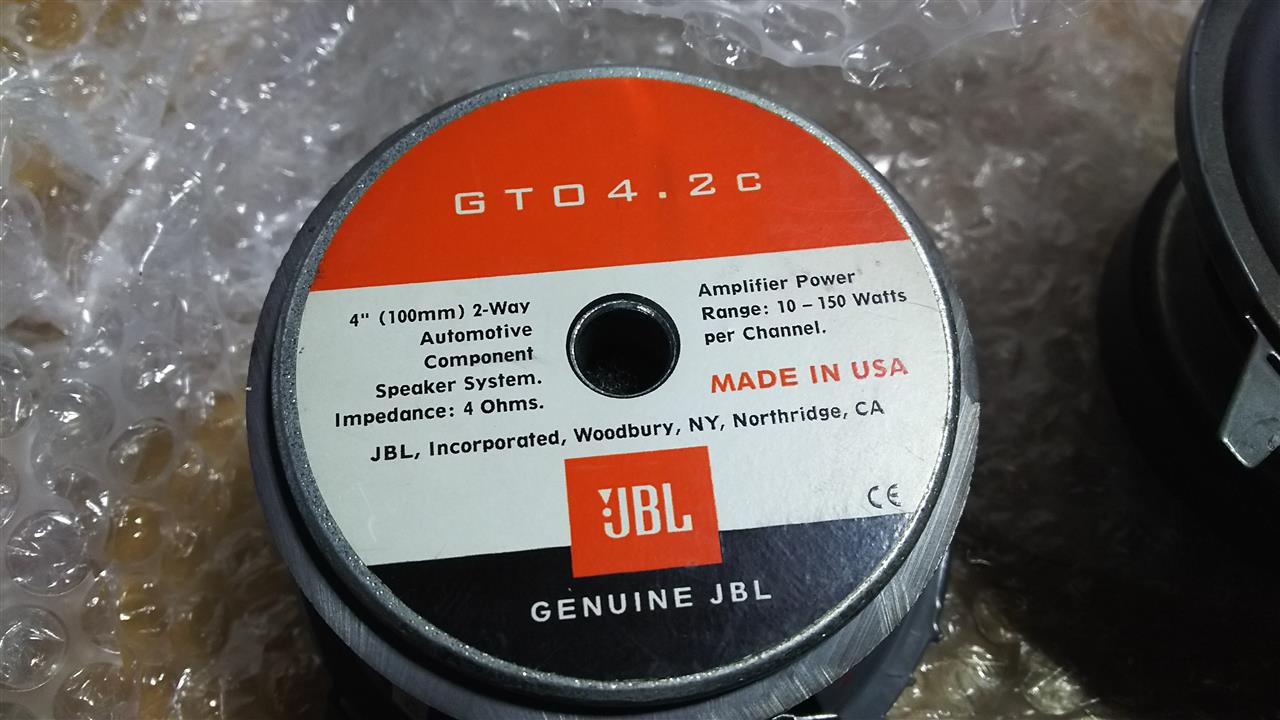 GTO4.2c
4" (100mm) 2-Way
Automotive
Component
Speaker System.
Impedance: 4 Ohms.
Amplifier Power
Range: 10 – 150 Watts
per Channel.
MADE IN USA
JBL, Incorporated, Woodbury, NY, Northridge, CA
JBL
CE
GENUINE JBL